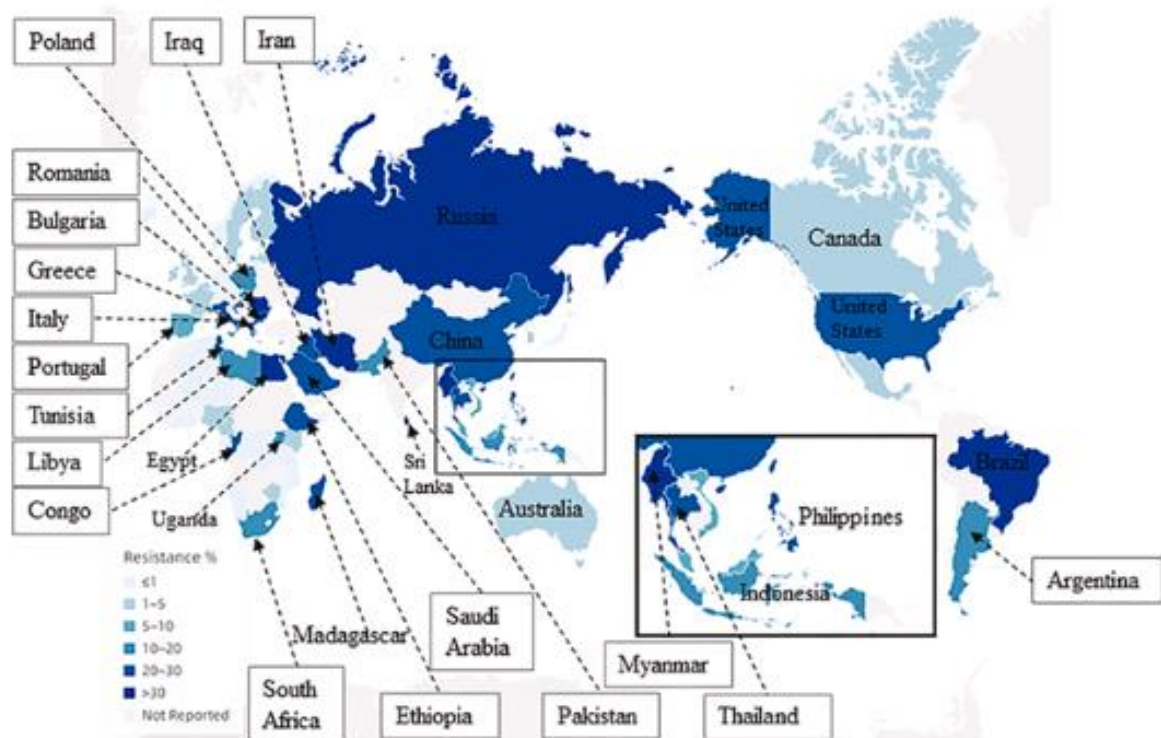 Poland
Iraq
Iran
Romania
Bulgaria
Greece
Italy
Portugal
Tunisia
Libya
Congo
Russia
United
States
Canada
United
States
China
Egypt
Uganda
Sri
Lanka
Australia
Brazil
Philippines
Indonesia
Argentina
Resistance %
≤1
1–5
5–10
10–20
20–30
>30
Not Reported
Madagascar
Saudi
Arabia
Myanmar
South
Africa
Ethiopia
Pakistan
Thailand